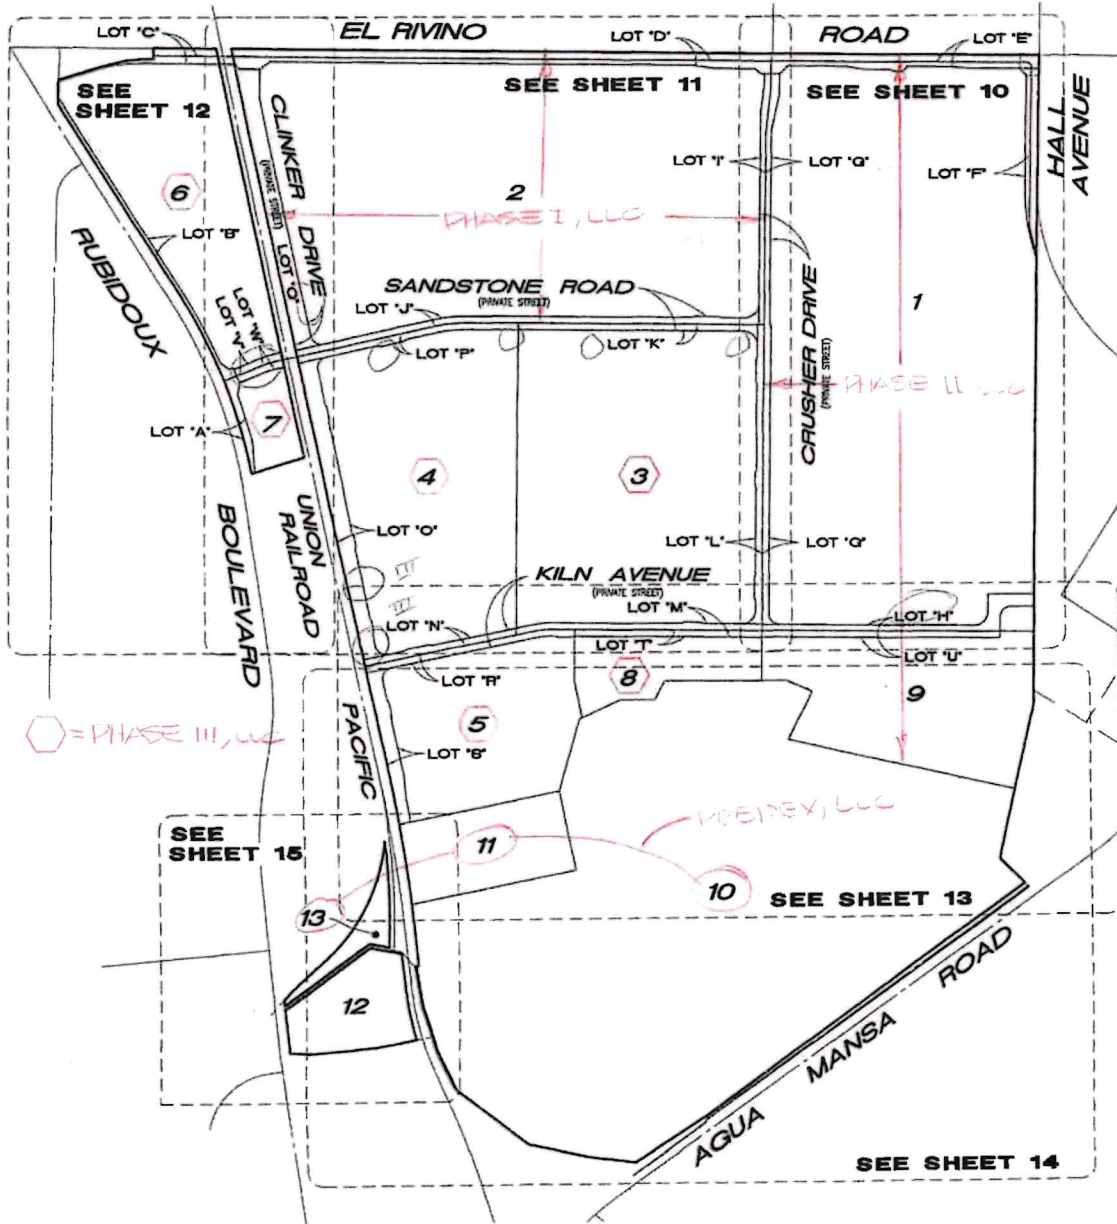 LOT "C"
EL RIVINO ROAD
LOT "D"
LOT "E"
SEE
SHEET 12
SEE SHEET 11
SEE SHEET 10
HALL
AVENUE
CLINKER DRIVE
(PRIVATE STREET)
LOT "I"
LOT "Q"
LOT "F"
6
2
PHASE I, LLC
LOT "B"
RUBIDOUX
LOT "O"
SANDSTONE ROAD
(PRIVATE STREET)
CRUSHER DRIVE
(PRIVATE STREET)
1
LOT "J"
LOT "W"
LOT "V"
LOT "P"
LOT "K"
PHASE II LLC
7
LOT "A"
4
3
BOULEVARD
UNION
RAILROAD
LOT "O"
LOT "L"
LOT "Q"
III
III
KILN AVENUE
(PRIVATE STREET)
LOT "N"
LOT "M"
LOT "H"
LOT "T"
LOT "U"
LOT "R"
8
9
= PHASE III, LLC
5
PACIFIC
LOT "S"
LLC
SEE
SHEET 15
11
10
SEE SHEET 13
13
12
AGUA MANSA ROAD
SEE SHEET 14